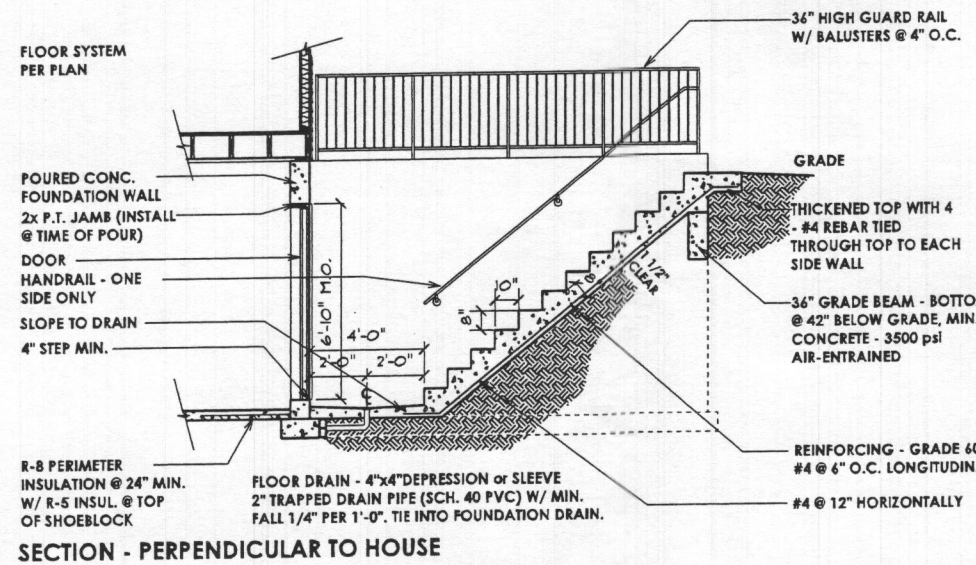 FLOOR SYSTEM
PER PLAN
36" HIGH GUARD RAIL
W/ BALUSTERS @ 4" O.C.
POURED CONC.
FOUNDATION WALL
2x P.T. JAMB (INSTALL
@ TIME OF POUR)
DOOR
HANDRAIL - ONE
SIDE ONLY
SLOPE TO DRAIN
4" STEP MIN.
6'-10" M.O.
4'-0"
2'-0"
2'-0"
8"
10"
8"
1 1/2"
CLEAR
GRADE
THICKENED TOP WITH 4
- #4 REBAR TIED
THROUGH TOP TO EACH
SIDE WALL
36" GRADE BEAM - BOTTO
@ 42" BELOW GRADE, MIN.
CONCRETE - 3500 psi
AIR-ENTRAINED
REINFORCING - GRADE 60
#4 @ 6" O.C. LONGITUDIN
#4 @ 12" HORIZONTALLY
R-8 PERIMETER
INSULATION @ 24" MIN.
W/ R-5 INSUL. @ TOP
OF SHOEBLOCK
FLOOR DRAIN - 4"x4"DEPRESSION or SLEEVE
2" TRAPPED DRAIN PIPE (SCH. 40 PVC) W/ MIN.
FALL 1/4" PER 1'-0". TIE INTO FOUNDATION DRAIN.
SECTION - PERPENDICULAR TO HOUSE